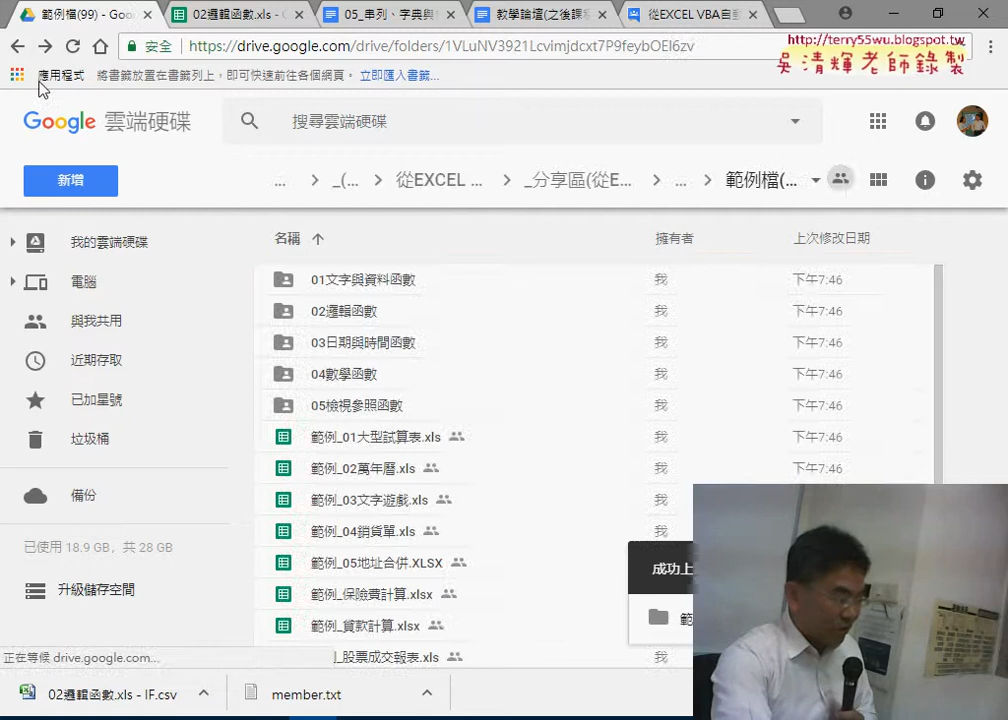 範例檔(99) - Goo
02邏輯函數.xls -
05_串列、字典與
教學論壇(之後課程
從EXCEL VBA自動
安全
https://drive.google.com/drive/folders/1VLuNV3921Lcvimjdcxt7P9feybOEl6zv
http://terry55wu.blogspot.tw
吳清輝老師錄製
應用程式
將書籤放置在書籤列上，即可快速前往各個網頁。
立即匯入書籤...
Google 雲端硬碟
搜尋雲端硬碟
新增
... > _(... > 從EXCEL ... > _分享區(從E... > ... > 範例檔(...
名稱
擁有者
上次修改日期
我的雲端硬碟
電腦
與我共用
近期存取
已加星號
垃圾桶
備份
已使用 18.9 GB，共 28 GB
升級儲存空間
01文字與資料函數 我 下午7:46
02邏輯函數 我 下午7:46
03日期與時間函數 我 下午7:46
04數學函數 我 下午7:46
05檢視參照函數 我 下午7:46
範例_01大型試算表.xls 我 下午7:46
範例_02萬年曆.xls 我 下午7:46
範例_03文字遊戲.xls 我
範例_04銷貨單.xls 我
範例_05地址合併.XLSX
範例_保險費計算.xlsx
範例_貸款計算.xlsx
_股票成交報表.xls 我
成功上
範
正在等候 drive.google.com...
02邏輯函數.xls - IF.csv
member.txt